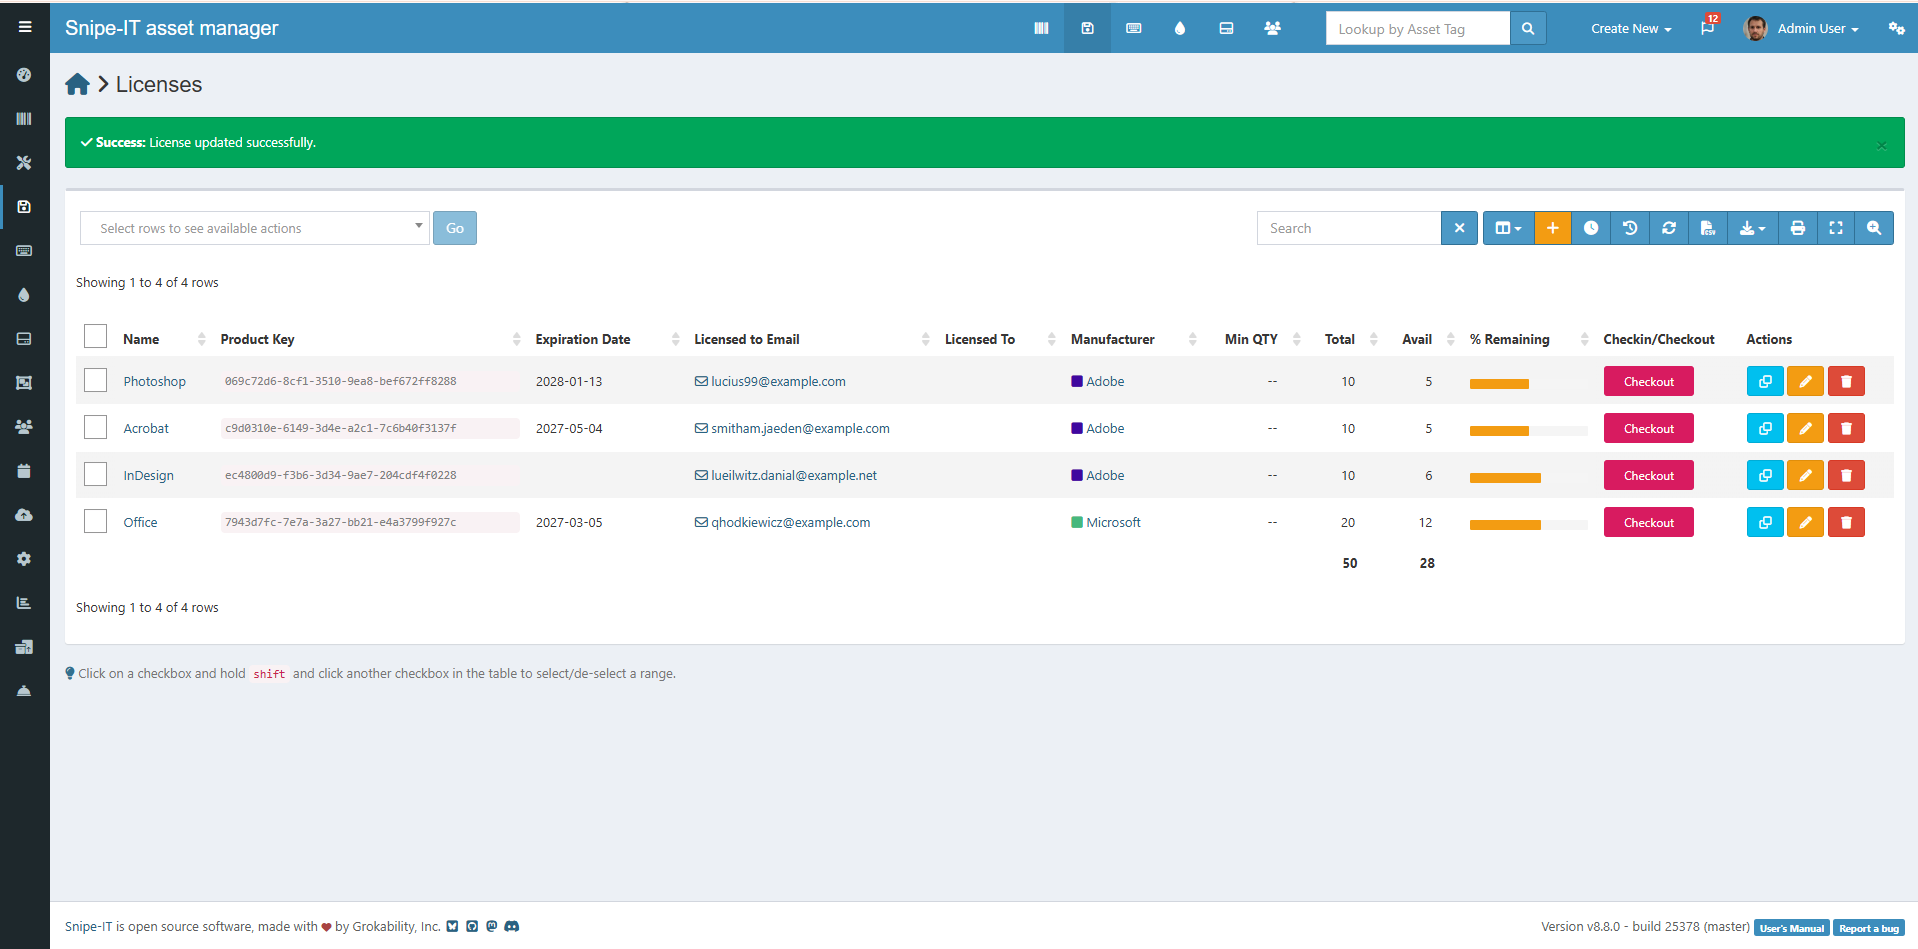 Snipe-IT asset manager
Lookup by Asset Tag
Create New
12
Admin User
Licenses
Success: License updated successfully.
×
Select rows to see available actions
Go
Search
CSV
Showing 1 to 4 of 4 rows
Name Product Key Expiration Date Licensed to Email Licensed To Manufacturer Min QTY Total Avail % Remaining Checkin/Checkout Actions
Photoshop 069c72d6-8cf1-3510-9ea8-bef672ff8288 2028-01-13 lucius99@example.com Adobe -- 10 5 Checkout
Acrobat c9d0310e-6149-3d4e-a2c1-7c6b40f3137f 2027-05-04 smitham.jaeden@example.com Adobe -- 10 5 Checkout
InDesign ec4800d9-f3b6-3d34-9ae7-204cdf4f0228 lueilwitz.danial@example.net Adobe -- 10 6 Checkout
Office 7943d7fc-7e7a-3a27-bb21-e4a3799f927c 2027-03-05 qhodkiewicz@example.com Microsoft -- 20 12 Checkout
50 28
Showing 1 to 4 of 4 rows
Click on a checkbox and hold shift and click another checkbox in the table to select/de-select a range.
Snipe-IT is open source software, made with ❤ by Grokability, Inc.
Version v8.8.0 - build 25378 (master) User's Manual Report a bug